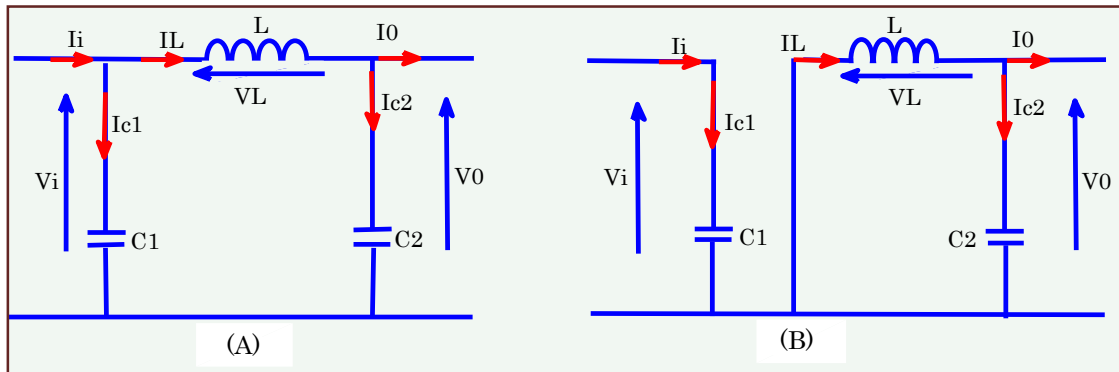 Ii IL L I0
VL
Ic1 Ic2
Vi V0
C1 C2
(A)
Ii IL L I0
VL
Ic1 Ic2
Vi V0
C1 C2
(B)